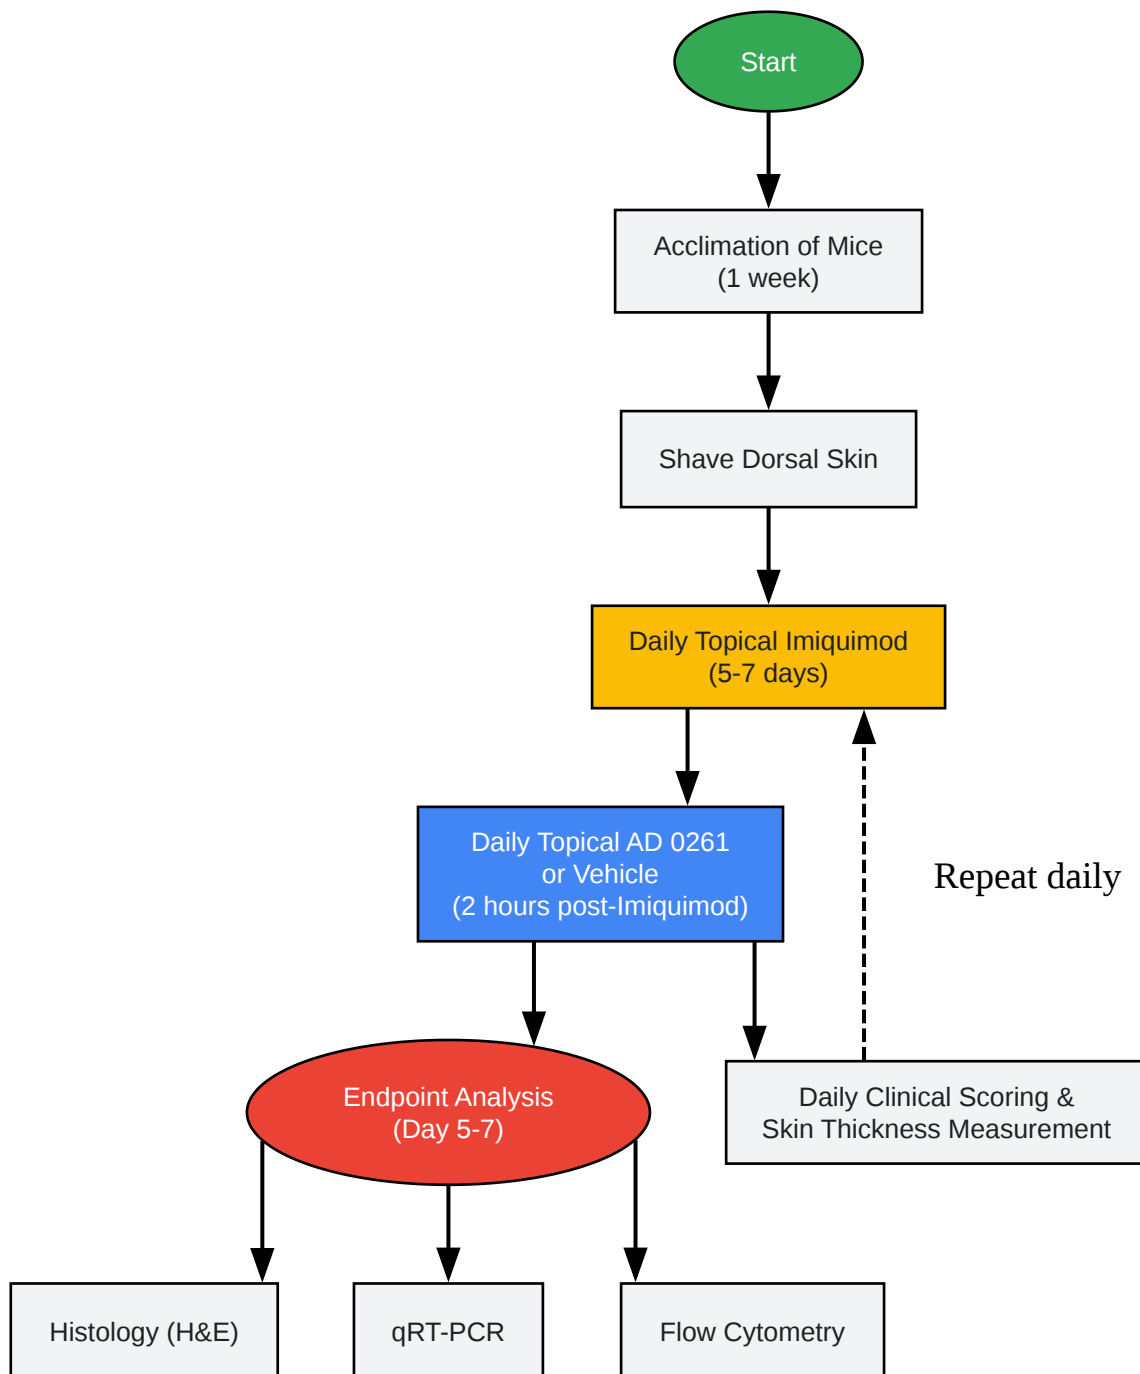 Start
Acclimation of Mice
(1 week)
Shave Dorsal Skin
Daily Topical Imiquimod
(5-7 days)
Daily Topical AD 0261
or Vehicle
(2 hours post-Imiquimod)
Repeat daily
Endpoint Analysis
(Day 5-7)
Daily Clinical Scoring &
Skin Thickness Measurement
Histology (H&E)
qRT-PCR
Flow Cytometry